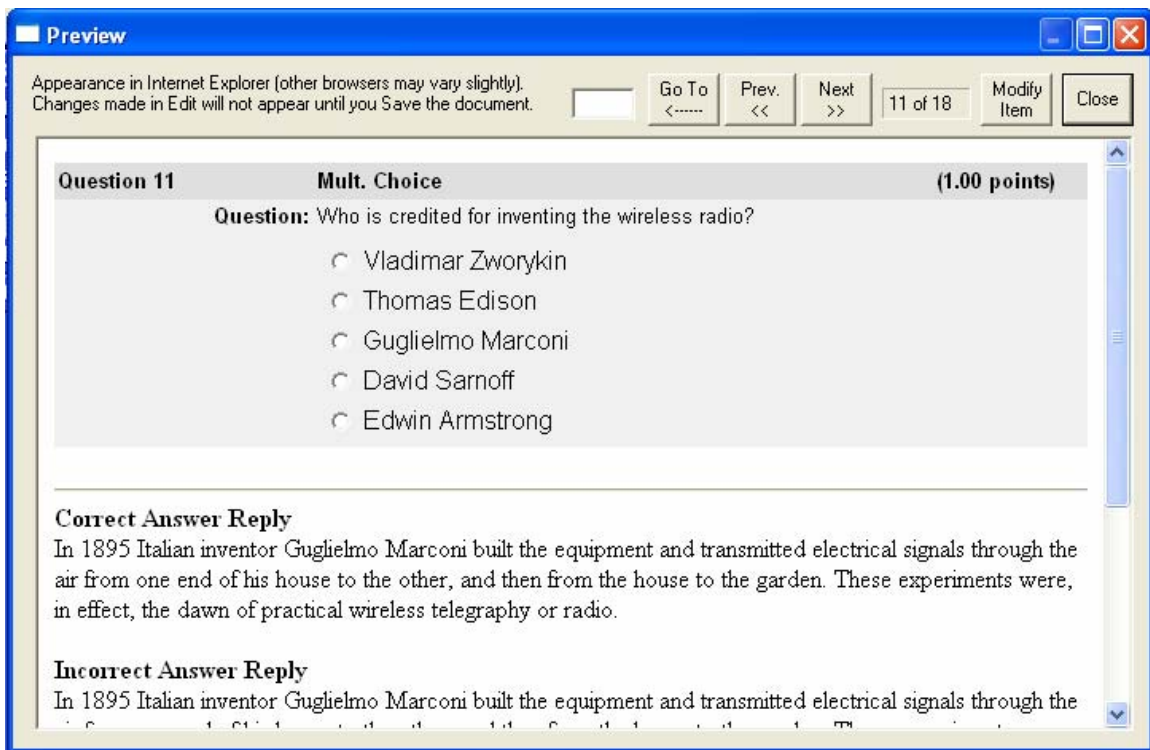 Preview
Appearance in Internet Explorer (other browsers may vary slightly).
Changes made in Edit will not appear until you Save the document.
Go To
<------
Prev.
<<
Next
>>
11 of 18
Modify
Item
Close
Question 11 Mult. Choice (1.00 points)
Question: Who is credited for inventing the wireless radio?
Vladimar Zworykin
Thomas Edison
Guglielmo Marconi
David Sarnoff
Edwin Armstrong
Correct Answer Reply
In 1895 Italian inventor Guglielmo Marconi built the equipment and transmitted electrical signals through the
air from one end of his house to the other, and then from the house to the garden. These experiments were,
in effect, the dawn of practical wireless telegraphy or radio.
Incorrect Answer Reply
In 1895 Italian inventor Guglielmo Marconi built the equipment and transmitted electrical signals through the